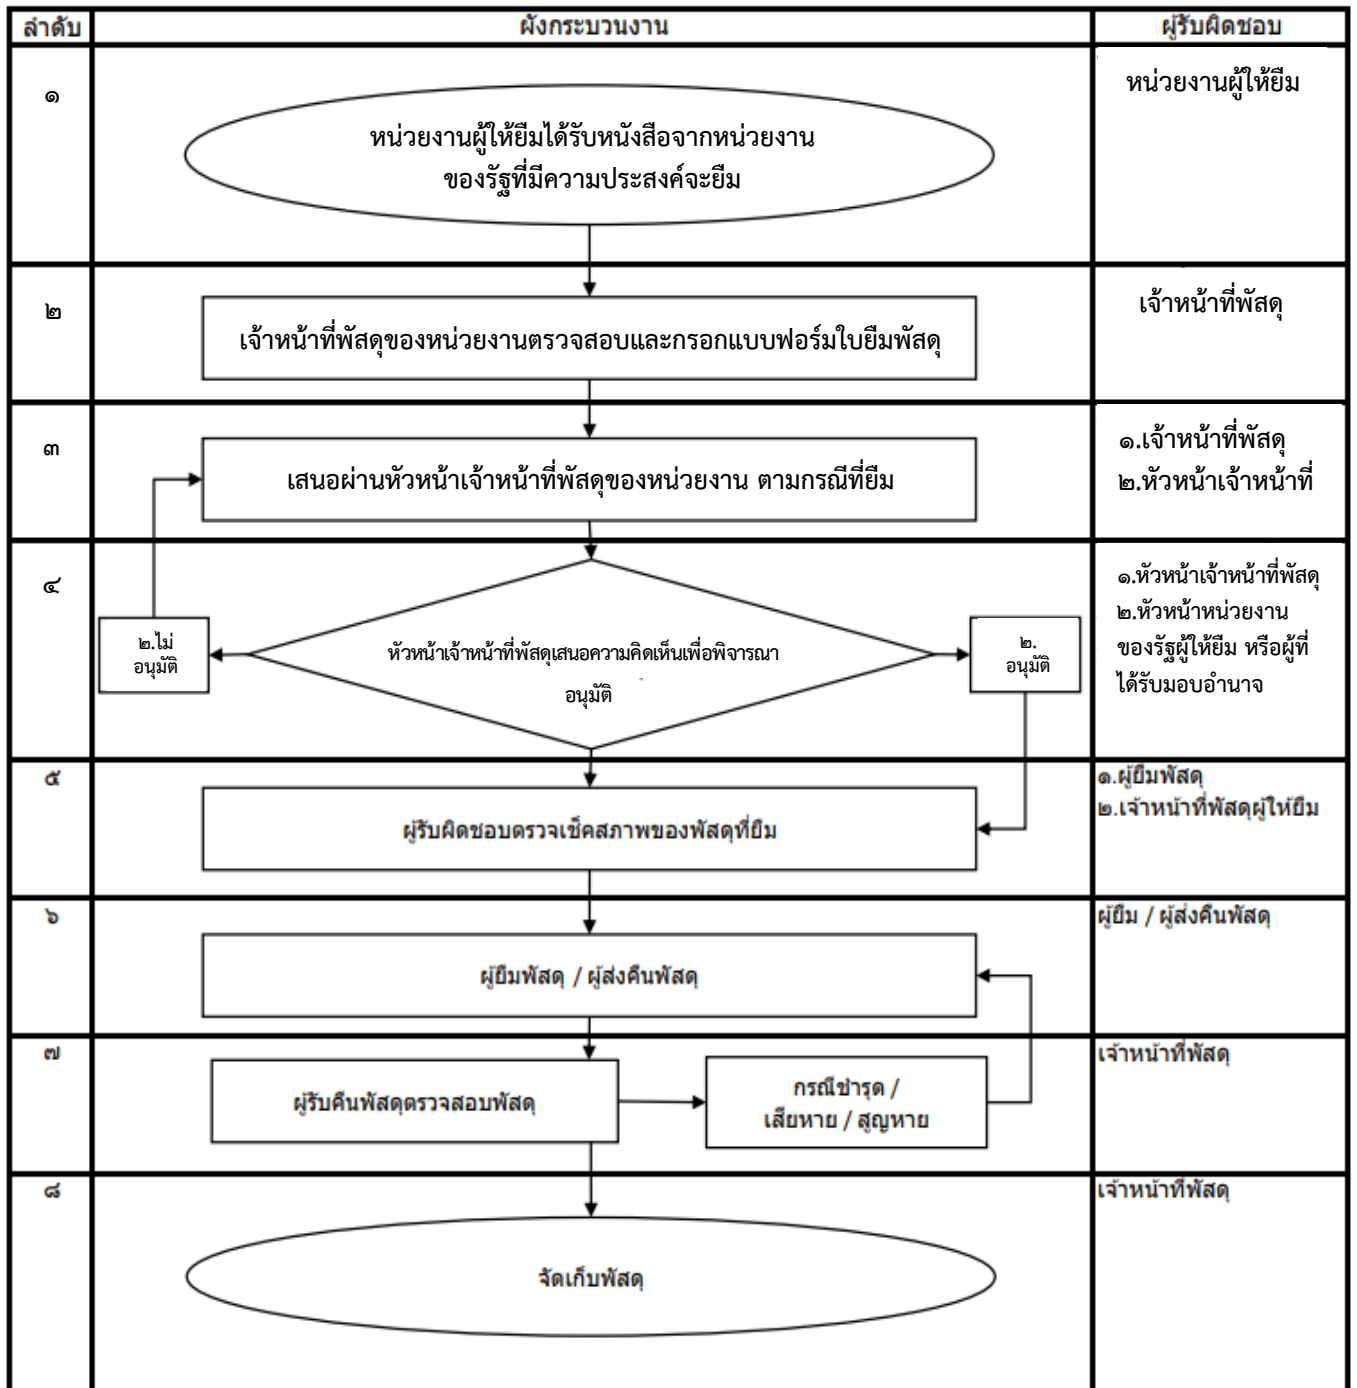 ลำดับ ผังกระบวนงาน ผู้รับผิดชอบ
๑
หน่วยงานผู้ให้ยืมได้รับหนังสือจากหน่วยงาน
ของรัฐที่มีความประสงค์จะยืม
หน่วยงานผู้ให้ยืม
๒
เจ้าหน้าที่พัสดุของหน่วยงานตรวจสอบและกรอกแบบฟอร์มใบยืมพัสดุ
เจ้าหน้าที่พัสดุ
๓
เสนอผ่านหัวหน้าเจ้าหน้าที่พัสดุของหน่วยงาน ตามกรณีที่ยืม
๑.เจ้าหน้าที่พัสดุ
๒.หัวหน้าเจ้าหน้าที่
๔
๒.ไม่
อนุมัติ
หัวหน้าเจ้าหน้าที่พัสดุเสนอความคิดเห็นเพื่อพิจารณา
อนุมัติ
๒.
อนุมัติ
๑.หัวหน้าเจ้าหน้าที่พัสดุ
๒.หัวหน้าหน่วยงาน
ของรัฐผู้ให้ยืม หรือผู้ที่
ได้รับมอบอำนาจ
๕
ผู้รับผิดชอบตรวจเช็คสภาพของพัสดุที่ยืม
๑.ผู้ยืมพัสดุ
๒.เจ้าหน้าที่พัสดุผู้ให้ยืม
๖
ผู้ยืมพัสดุ / ผู้ส่งคืนพัสดุ
ผู้ยืม / ผู้ส่งคืนพัสดุ
๗
ผู้รับคืนพัสดุตรวจสอบพัสดุ
กรณีชำรุด /
เสียหาย / สูญหาย
เจ้าหน้าที่พัสดุ
๘
จัดเก็บพัสดุ
เจ้าหน้าที่พัสดุ